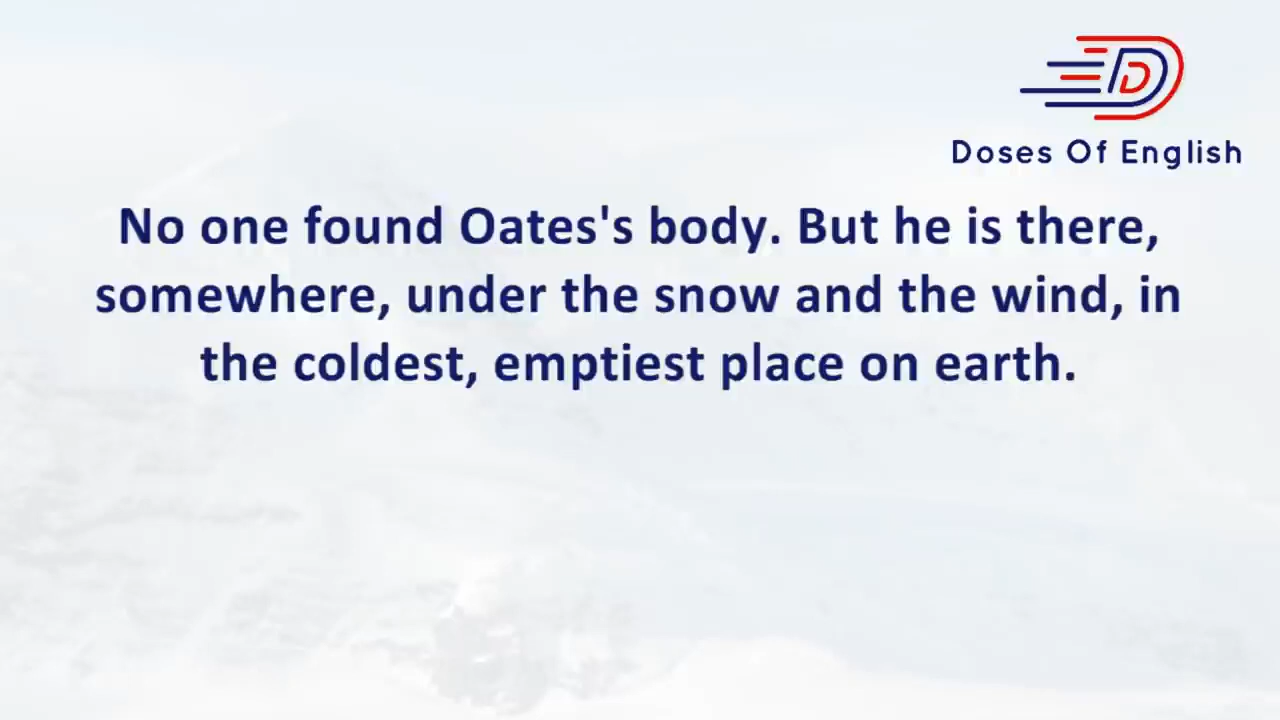 Doses Of English
No one found Oates's body. But he is there,
somewhere, under the snow and the wind, in
the coldest, emptiest place on earth.